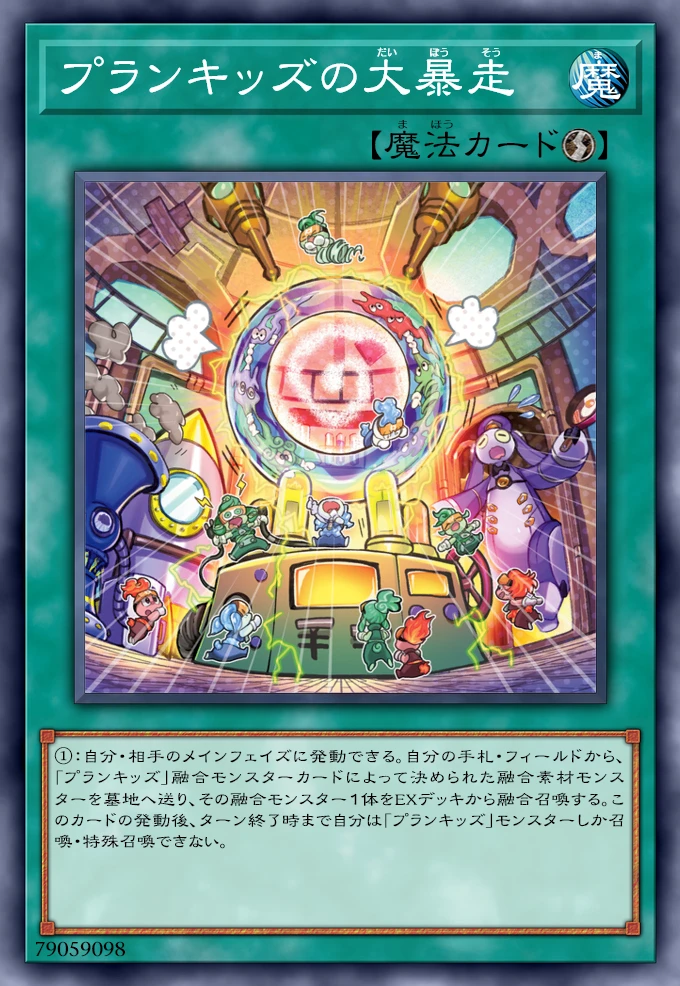 プランキッズの大暴走
魔
【魔法カード】
①：自分・相手のメインフェイズに発動できる。自分の手札・フィールドから、
「プランキッズ」融合モンスターカードによって決められた融合素材モンス
ターを墓地へ送り、その融合モンスター１体をEXデッキから融合召喚する。こ
のカードの発動後、ターン終了時まで自分は「プランキッズ」モンスターしか召
喚・特殊召喚できない。
79059098